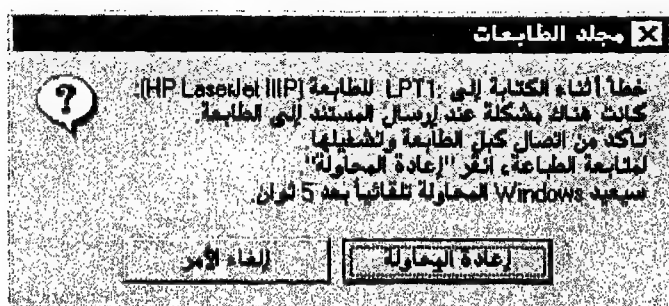 مجلد الطابعات
خطأ أثناء الكتابة إلى LPT1: للطابعة (HP LaserJet IIIP):
كانت هناك مشكلة عند إرسال المستند إلى الطابعة
تأكد من اتصال كبل الطابعة وتشغيلها
لمتابعة الطباعة، انقر "إعادة المحاولة"
سيعيد Windows المحاولة تلقائياً بعد 5 ثوان.
إعادة المحاولة
إلغاء الأمر